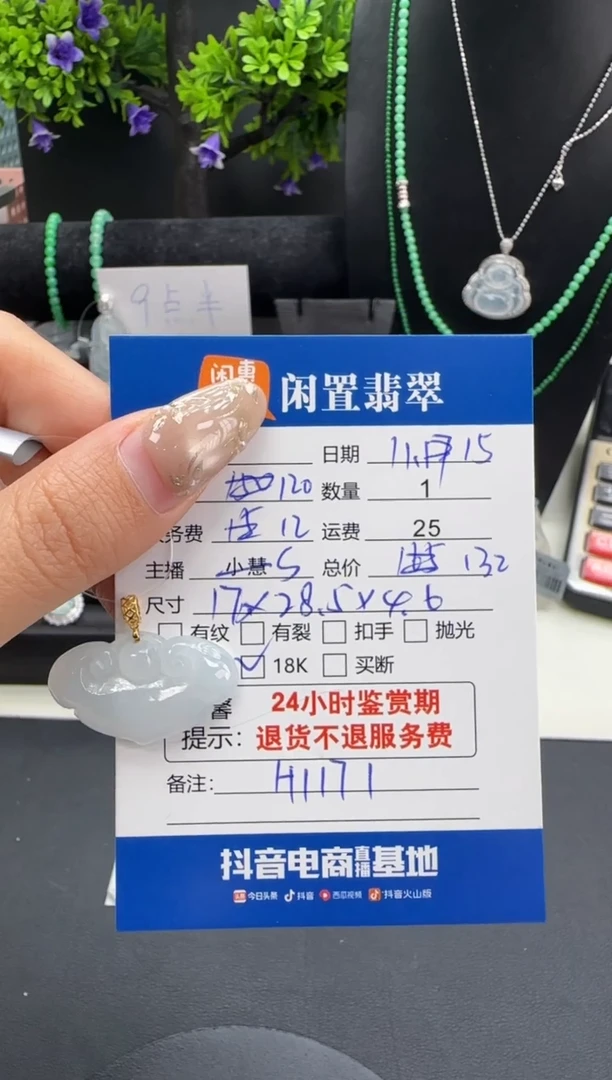 9点半
闲惠
闲置翡翠
日期 11月15
120 数量 1
务费 12 运费 25
主播 小慧 S 总价 132
尺寸 17x28.5x4.6
有纹 有裂 扣手 抛光
18K 买断
24小时鉴赏期
提示：退货不退服务费
备注：H1171
抖音电商直播基地
今日头条 抖音 西瓜视频 抖音火山版